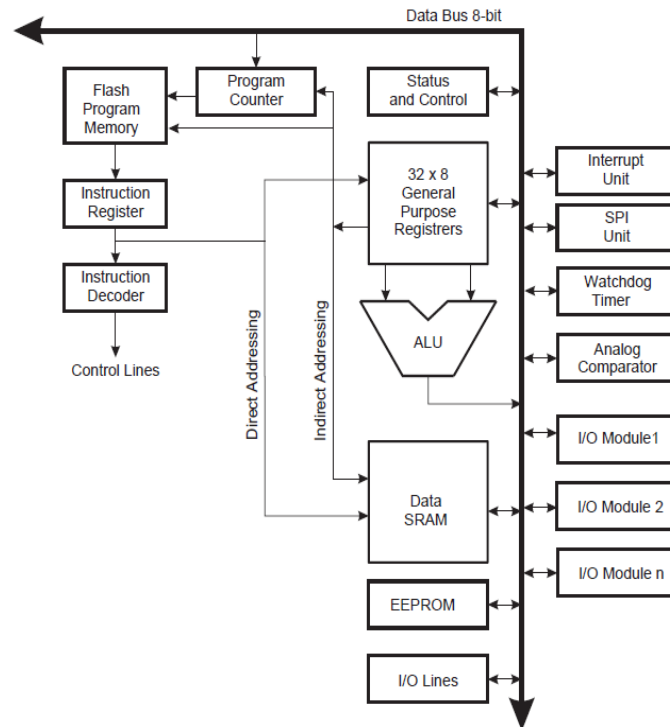 Data Bus 8-bit
Flash
Program
Memory
Program
Counter
Status
and Control
Instruction
Register
32 x 8
General
Purpose
Registrers
Interrupt
Unit
SPI
Unit
Instruction
Decoder
Watchdog
Timer
Control Lines
Direct Addressing
Indirect Addressing
ALU
Analog
Comparator
I/O Module1
Data
SRAM
I/O Module 2
I/O Module n
EEPROM
I/O Lines